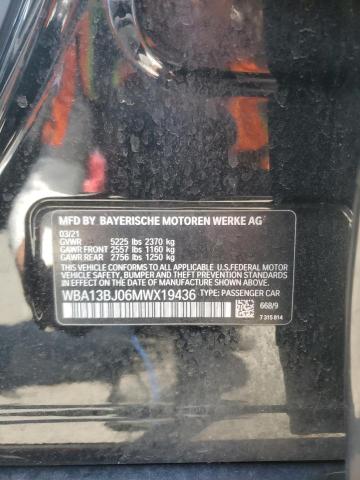 MFD BY BAYERISCHE MOTOREN WERKE AG
03/21
GVWR 5225 lbs 2370 kg
GAWR FRONT 2557 lbs 1160 kg
GAWR REAR 2756 lbs 1250 kg
THIS VEHICLE CONFORMS TO ALL APPLICABLE U.S.FEDERAL MOTOR
VEHICLE SAFETY, BUMPER AND THEFT PREVENTION STANDARDS
IN EFFECT ON THE DATE OF MANUFACTURE SHOWN ABOVE.
WBA13BJ06MWX19436 TYPE: PASSENGER CAR
668/9
7 315 814